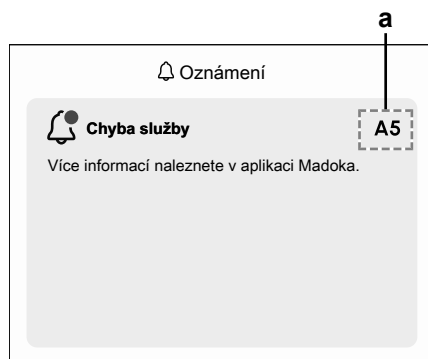 a
Oznámení
Chyba služby A5
Více informací naleznete v aplikaci Madoka.